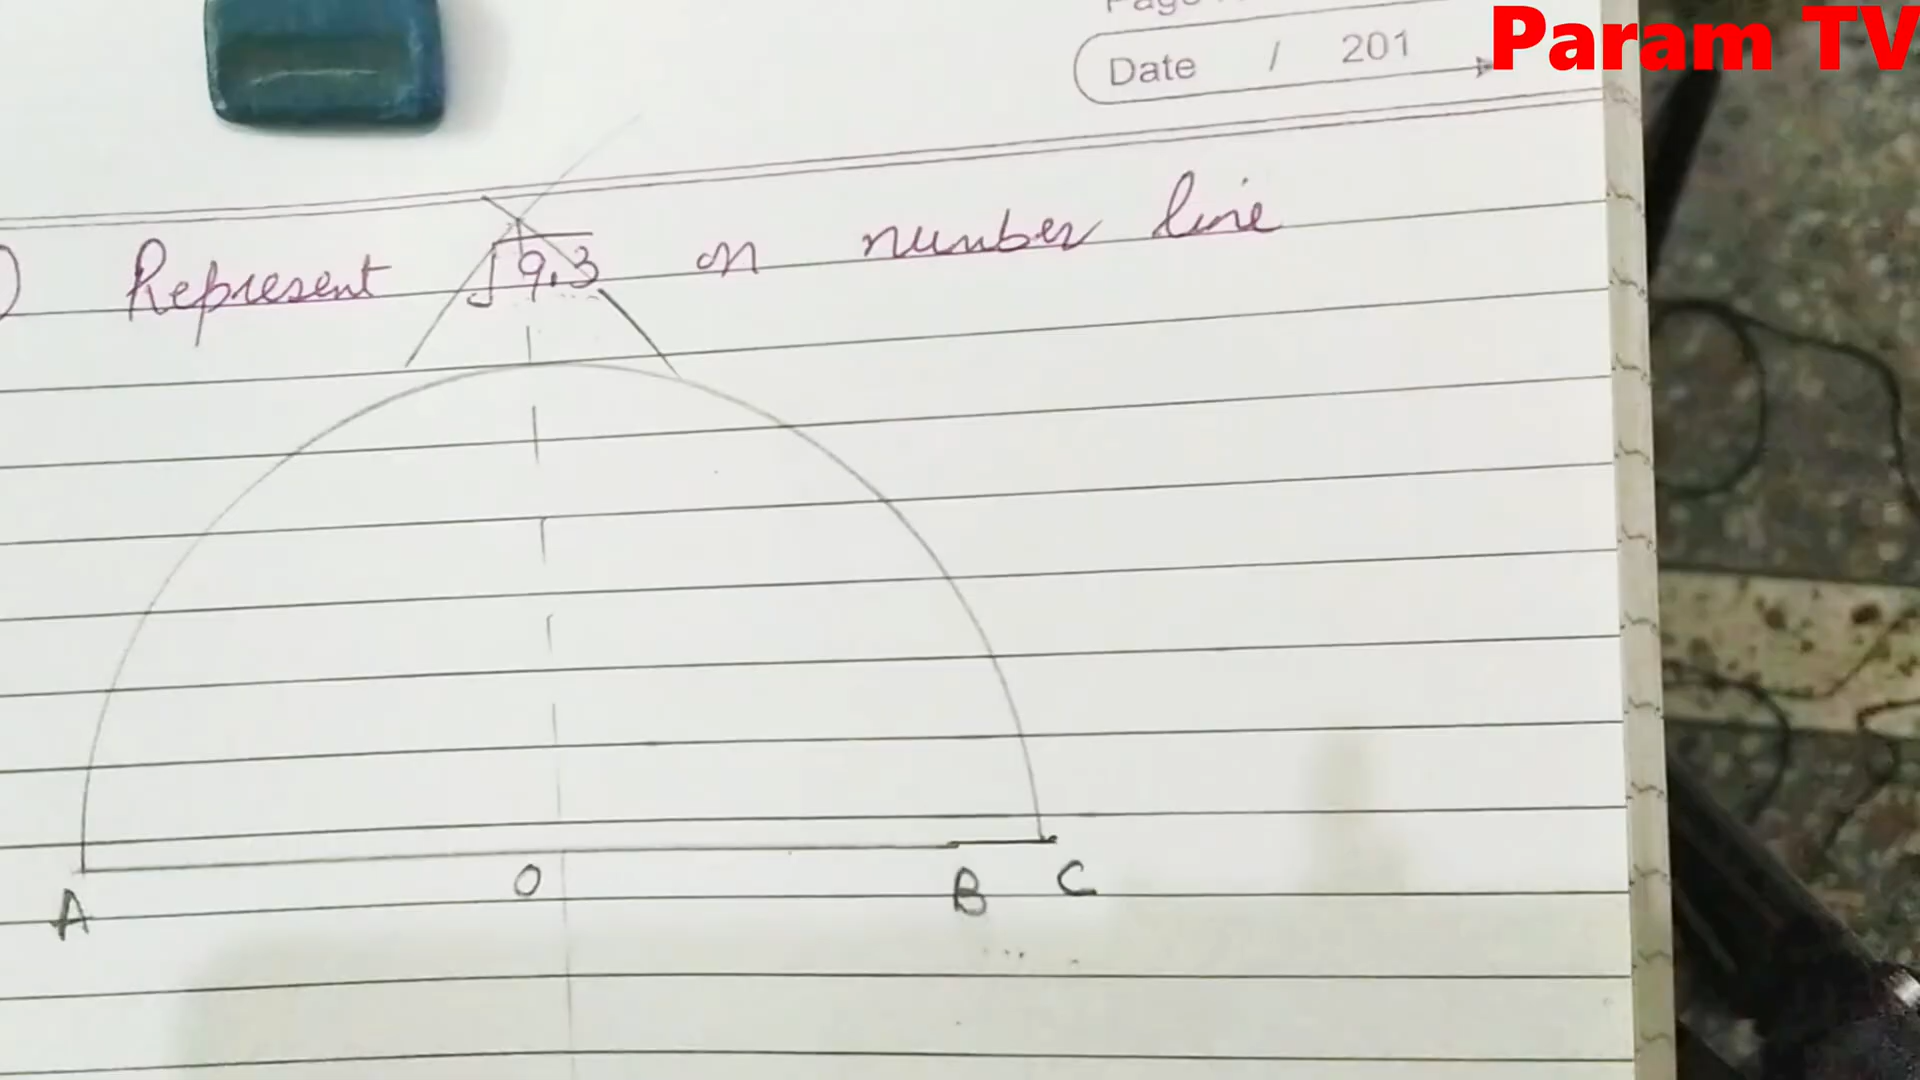 Param TV
Date / 201
Represent √9.3 on number line
A O B C